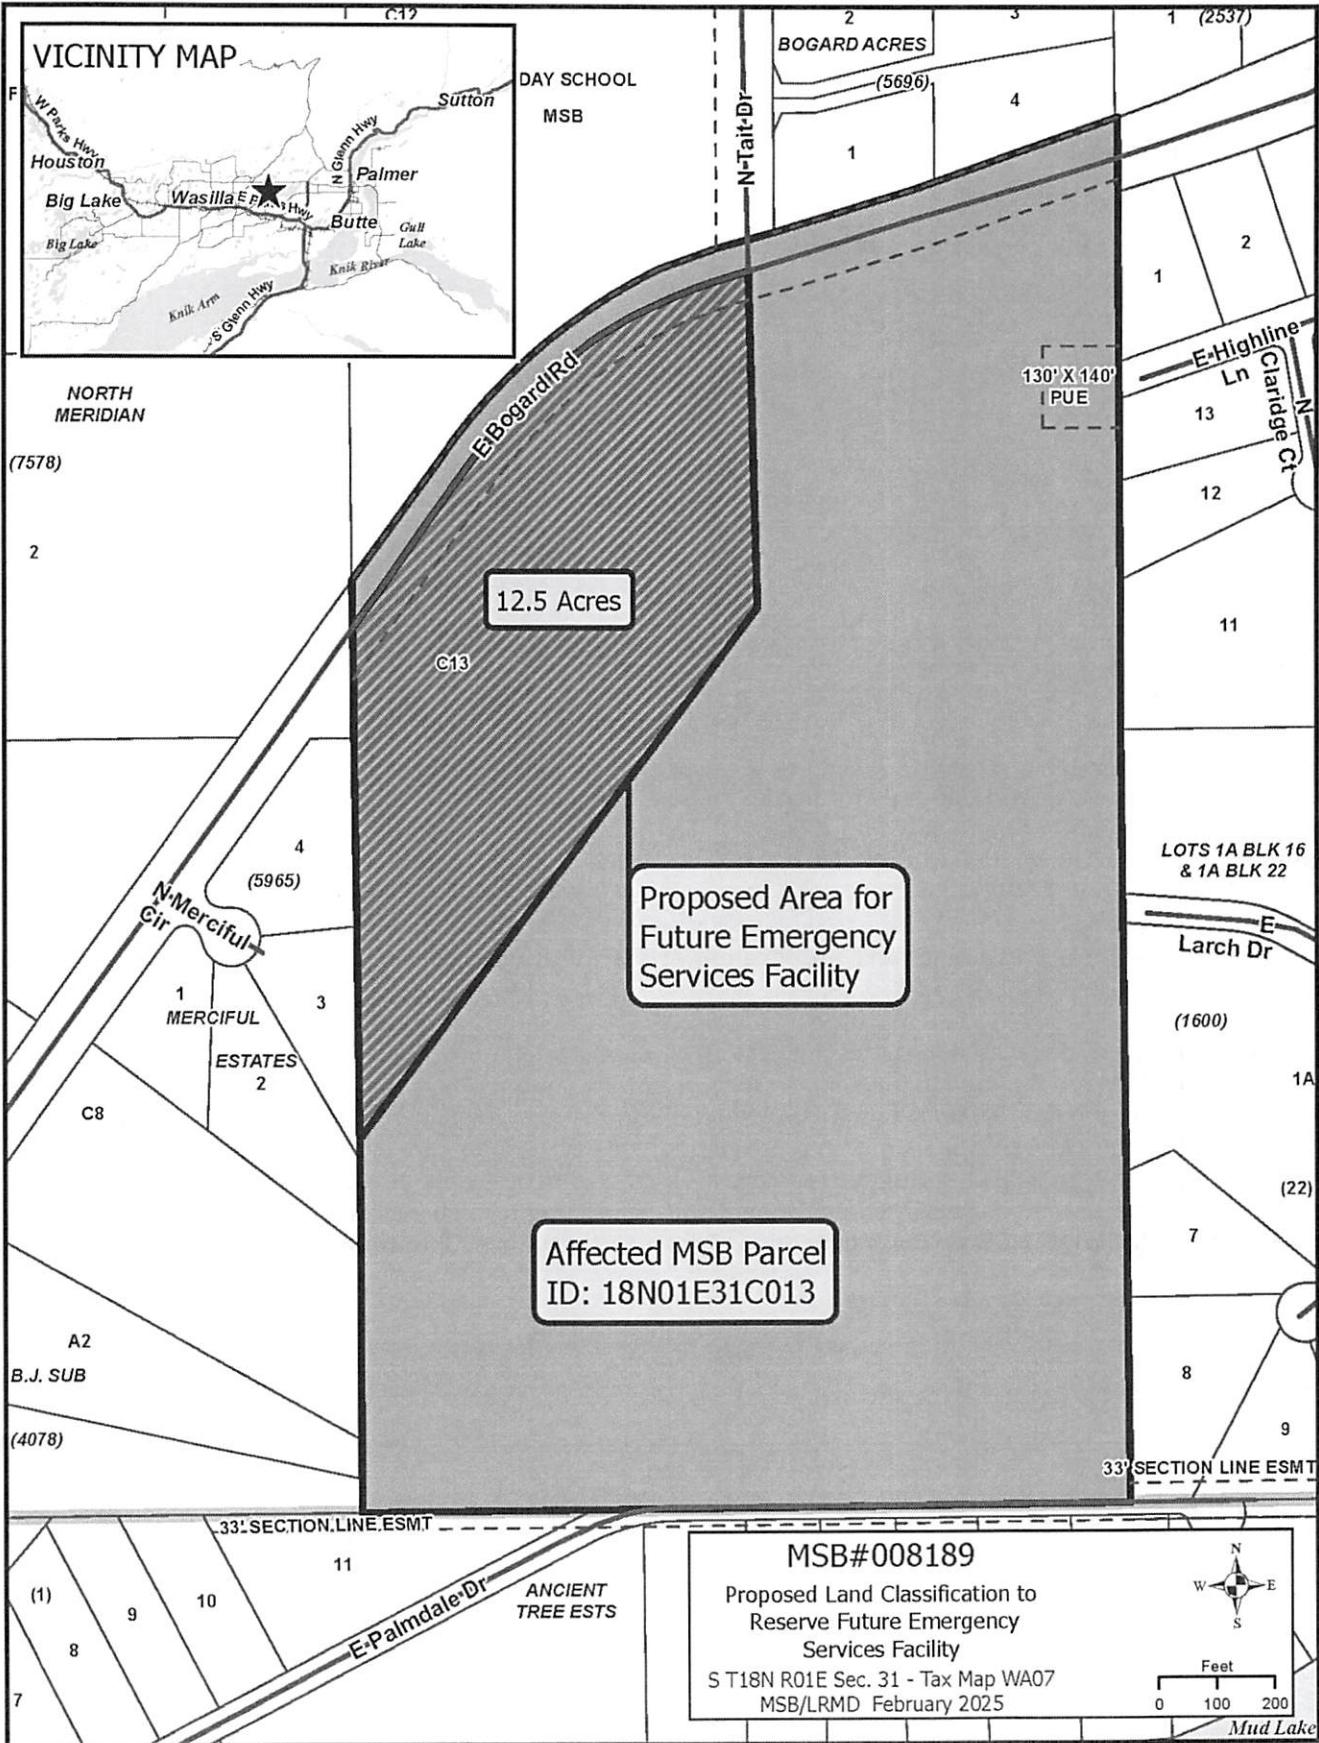 C12
VICINITY MAP
W Parks Hwy
Houston
Big Lake
Big Lake
Wasilla
E Parks Hwy
N Glenn Hwy
Sutton
Palmer
Butte
Gull
Lake
Knik River
Knik Arm
S Glenn Hwy
F
DAY SCHOOL
MSB
N Tait Dr
2
BOGARD ACRES
3
(5696)
4
1
1 (2537)
1
2
E Highline
Ln
N
Claridge Ct
130' X 140'
PUE
13
12
11
NORTH
MERIDIAN
(7578)
2
E Bogard Rd
12.5 Acres
C13
4
(5965)
N Merciful
Cir
1
MERCIFUL
3
ESTATES
2
C8
Proposed Area for
Future Emergency
Services Facility
LOTS 1A BLK 16
& 1A BLK 22
E
Larch Dr
(1600)
1A
(22)
7
Affected MSB Parcel
ID: 18N01E31C013
A2
B.J. SUB
(4078)
8
9
33' SECTION LINE ESMT
33' SECTION LINE ESMT
11
(1)
9
10
8
7
E Palmdale Dr
ANCIENT
TREE ESTS
MSB#008189
Proposed Land Classification to
Reserve Future Emergency
Services Facility
S T18N R01E Sec. 31 - Tax Map WA07
MSB/LRMD February 2025
N
W E
S
Feet
0 100 200
Mud Lake